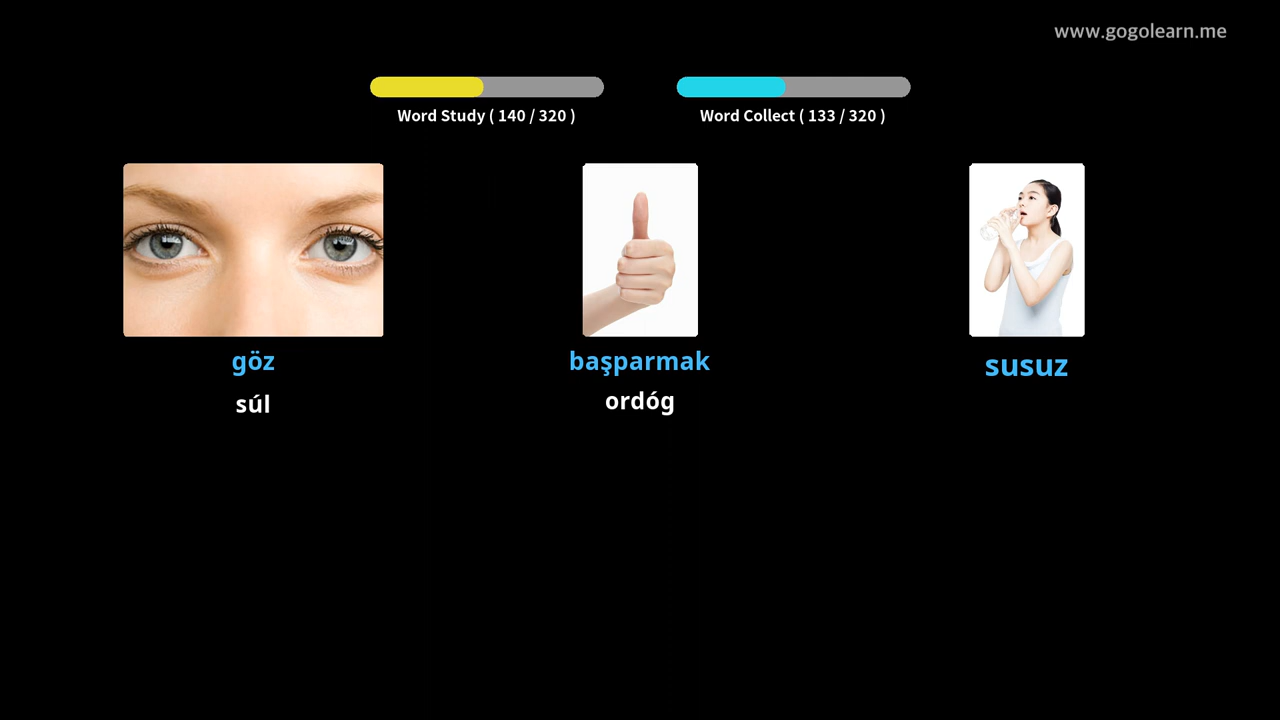 www.gogolearn.me
Word Study ( 140 / 320 )
Word Collect ( 133 / 320 )
göz
başparmak
susuz
súl
ordóg